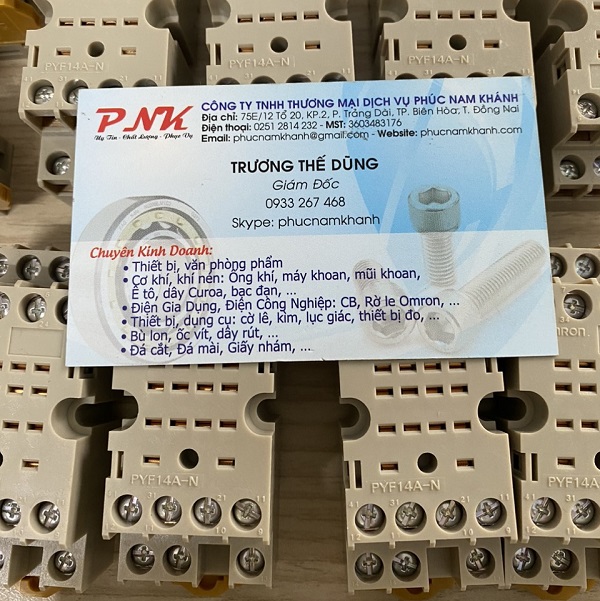 PYF14A-N
PYF14A-N
PYF14A-N
PNK
Uy Tín - Chất Lượng - Phục Vụ
CÔNG TY TNHH THƯƠNG MẠI DỊCH VỤ PHÚC NAM KHÁNH
Địa chỉ: 75E/12 Tổ 20, KP.2, P. Trảng Dài, TP. Biên Hòa, T. Đồng Nai
Điện thoại: 0251 2814 232 - MST: 3603483176
Email: phucnamkhanh@gmail.com - Website: phucnamkhanh.com
TRƯƠNG THẾ DŨNG
Giám Đốc
0933 267 468
Skype: phucnamkhanh
Chuyên Kinh Doanh:
• Thiết bị, văn phòng phẩm
• Cơ khí, khí nén: Ống khí, máy khoan, mũi khoan,
Ê tô, dây Curoa, bạc đạn, ...
• Điện Gia Dụng, Điện Công Nghiệp: CB, Rờ le Omron, ...
• Thiết bị, dụng cụ: cờ lê, kìm, lục giác, thiết bị đo, ...
• Bù lon, ốc vít, dây rút, ...
• Đá cắt, Đá mài, Giấy nhám, ...
PYF14A-N
PYF14A-N
PYF14A-N